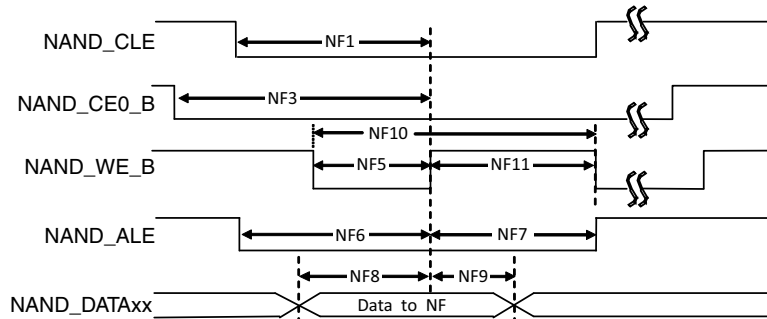 NAND_CLE
NF1
NAND_CE0_B
NF3
NF10
NAND_WE_B
NF5
NF11
NAND_ALE
NF6
NF7
NF8
NF9
NAND_DATAxx
Data to NF